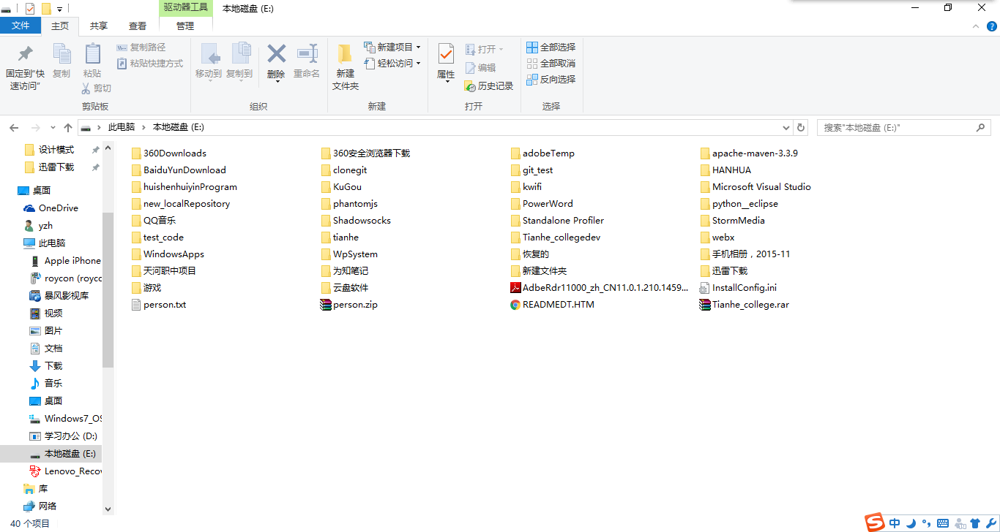 驱动器工具
本地磁盘 (E:)
文件
主页
共享
查看
管理
固定到"快速访问"
复制
粘贴
复制路径
粘贴快捷方式
剪切
剪贴板
移动到
复制到
删除
重命名
组织
新建文件夹
新建项目
轻松访问
新建
属性
打开
编辑
历史记录
打开
全部选择
全部取消
反向选择
选择
此电脑 > 本地磁盘 (E:)
搜索"本地磁盘 (E:)"
设计模式
迅雷下载
桌面
OneDrive
yzh
此电脑
Apple iPhone
roycon (royco
暴风影视库
视频
图片
文档
下载
音乐
桌面
Windows7_OS
学习办公 (D:)
本地磁盘 (E:)
Lenovo_Recov
库
网络
360Downloads
360安全浏览器下载
adobeTemp
apache-maven-3.3.9
BaiduYunDownload
clonegit
git_test
HANHUA
huishenhuiyinProgram
KuGou
kwifi
Microsoft Visual Studio
new_localRepository
phantomjs
PowerWord
python__eclipse
QQ音乐
Shadowsocks
Standalone Profiler
StormMedia
test_code
tianhe
Tianhe_collegedev
webx
WindowsApps
WpSystem
恢复的
手机相册，2015-11
天河职中项目
为知笔记
新建文件夹
迅雷下载
游戏
云盘软件
AdbeRdr11000_zh_CN11.0.1.210.1459...
InstallConfig.ini
person.txt
person.zip
READMEDT.HTM
Tianhe_college.rar
40 个项目
中